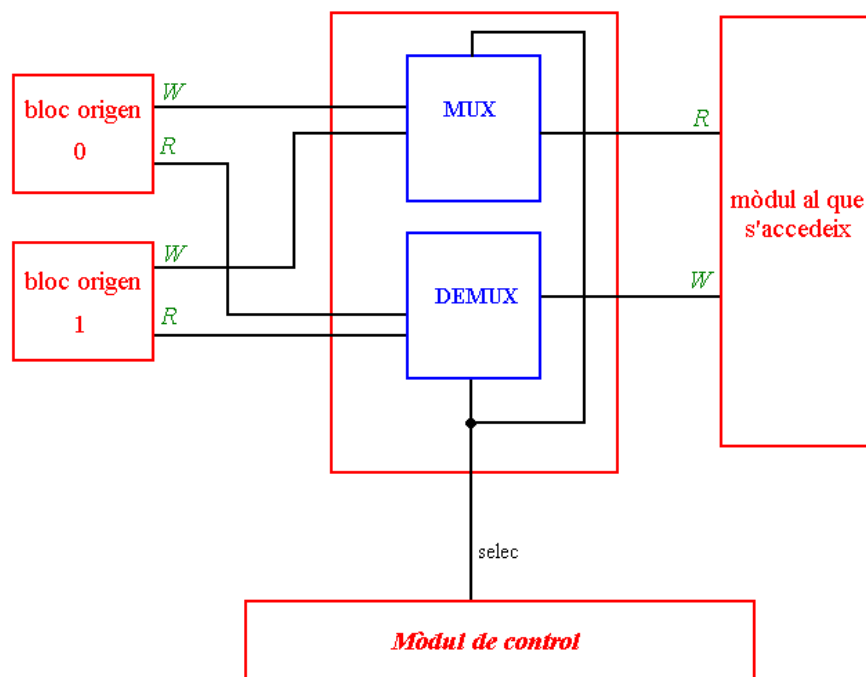 bloc origen
0
W
R
bloc origen
1
W
R
MUX
DEMUX
R
W
mòdul al que
s'accedeix
selec
Mòdul de control